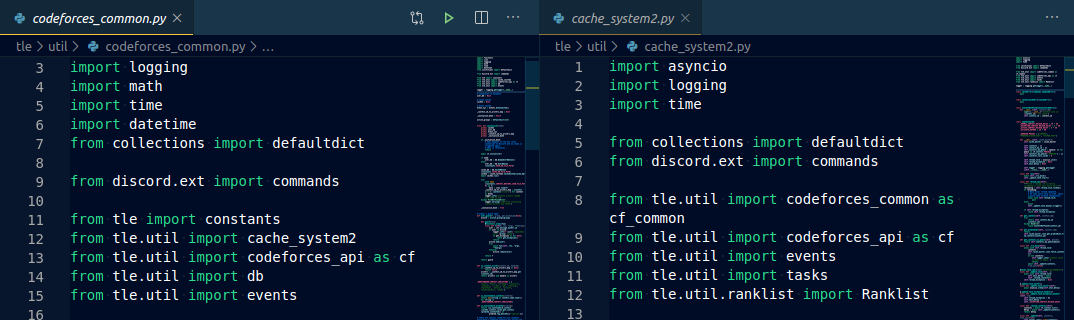 codeforces_common.py
tle > util > codeforces_common.py > ...
3 import logging
4 import math
5 import time
6 import datetime
7 from collections import defaultdict
8
9 from discord.ext import commands
10
11 from tle import constants
12 from tle.util import cache_system2
13 from tle.util import codeforces_api as cf
14 from tle.util import db
15 from tle.util import events
16
cache_system2.py
tle > util > cache_system2.py
1 import asyncio
2 import logging
3 import time
4
5 from collections import defaultdict
6 from discord.ext import commands
7
8 from tle.util import codeforces_common as
cf_common
9 from tle.util import codeforces_api as cf
10 from tle.util import events
11 from tle.util import tasks
12 from tle.util.ranklist import Ranklist
13